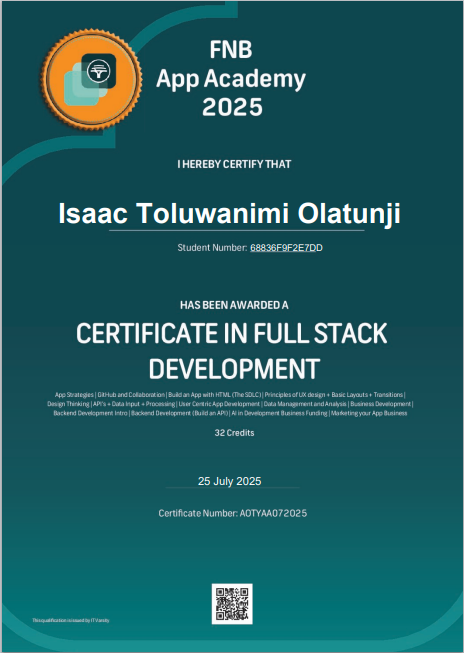 FNB
App Academy
2025
I HEREBY CERTIFY THAT
Isaac Toluwanimi Olatunji
Student Number: 68836F9F2E7DD
HAS BEEN AWARDED A
CERTIFICATE IN FULL STACK
DEVELOPMENT
App Strategies | GitHub and Collaboration | Build an App with HTML (The SDLC) | Principles of UX design + Basic Layouts + Transitions |
Design Thinking | API's + Data Input + Processing | User Centric App Development | Data Management and Analysis | Business Development |
Backend Development Intro | Backend Development (Build an API) | AI in Development Business Funding | Marketing your App Business
32 Credits
25 July 2025
Certificate Number: AOTYAA072025
This qualification is issued by IT Varsity